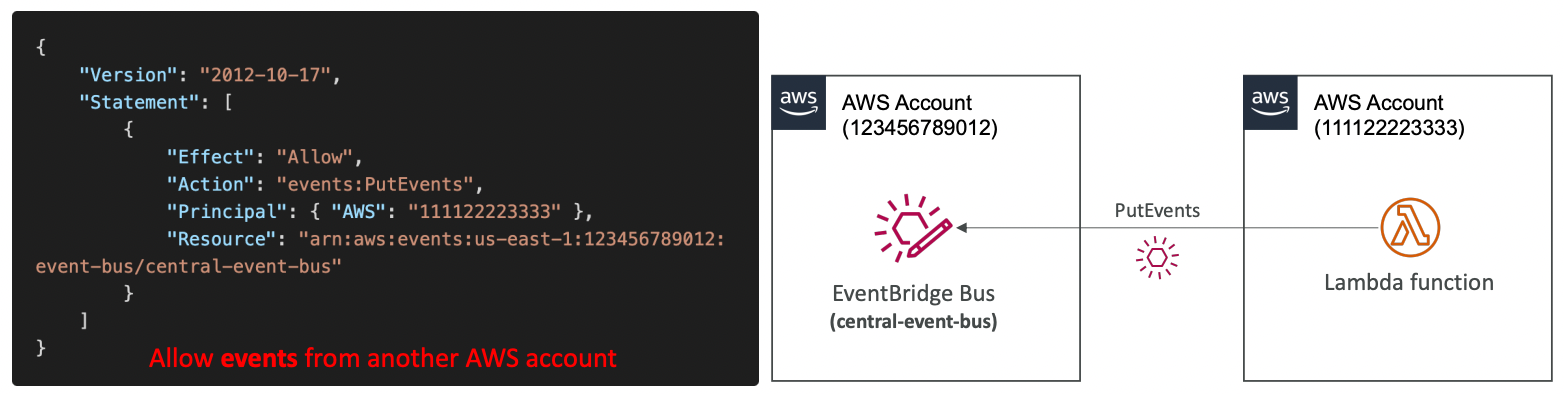 {
"Version": "2012-10-17",
"Statement": [
{
"Effect": "Allow",
"Action": "events:PutEvents",
"Principal": { "AWS": "111122223333" },
"Resource": "arn:aws:events:us-east-1:123456789012:
event-bus/central-event-bus"
}
]
}
Allow events from another AWS account
aws
AWS Account
(123456789012)
EventBridge Bus
(central-event-bus)
PutEvents
aws
AWS Account
(111122223333)
Lambda function